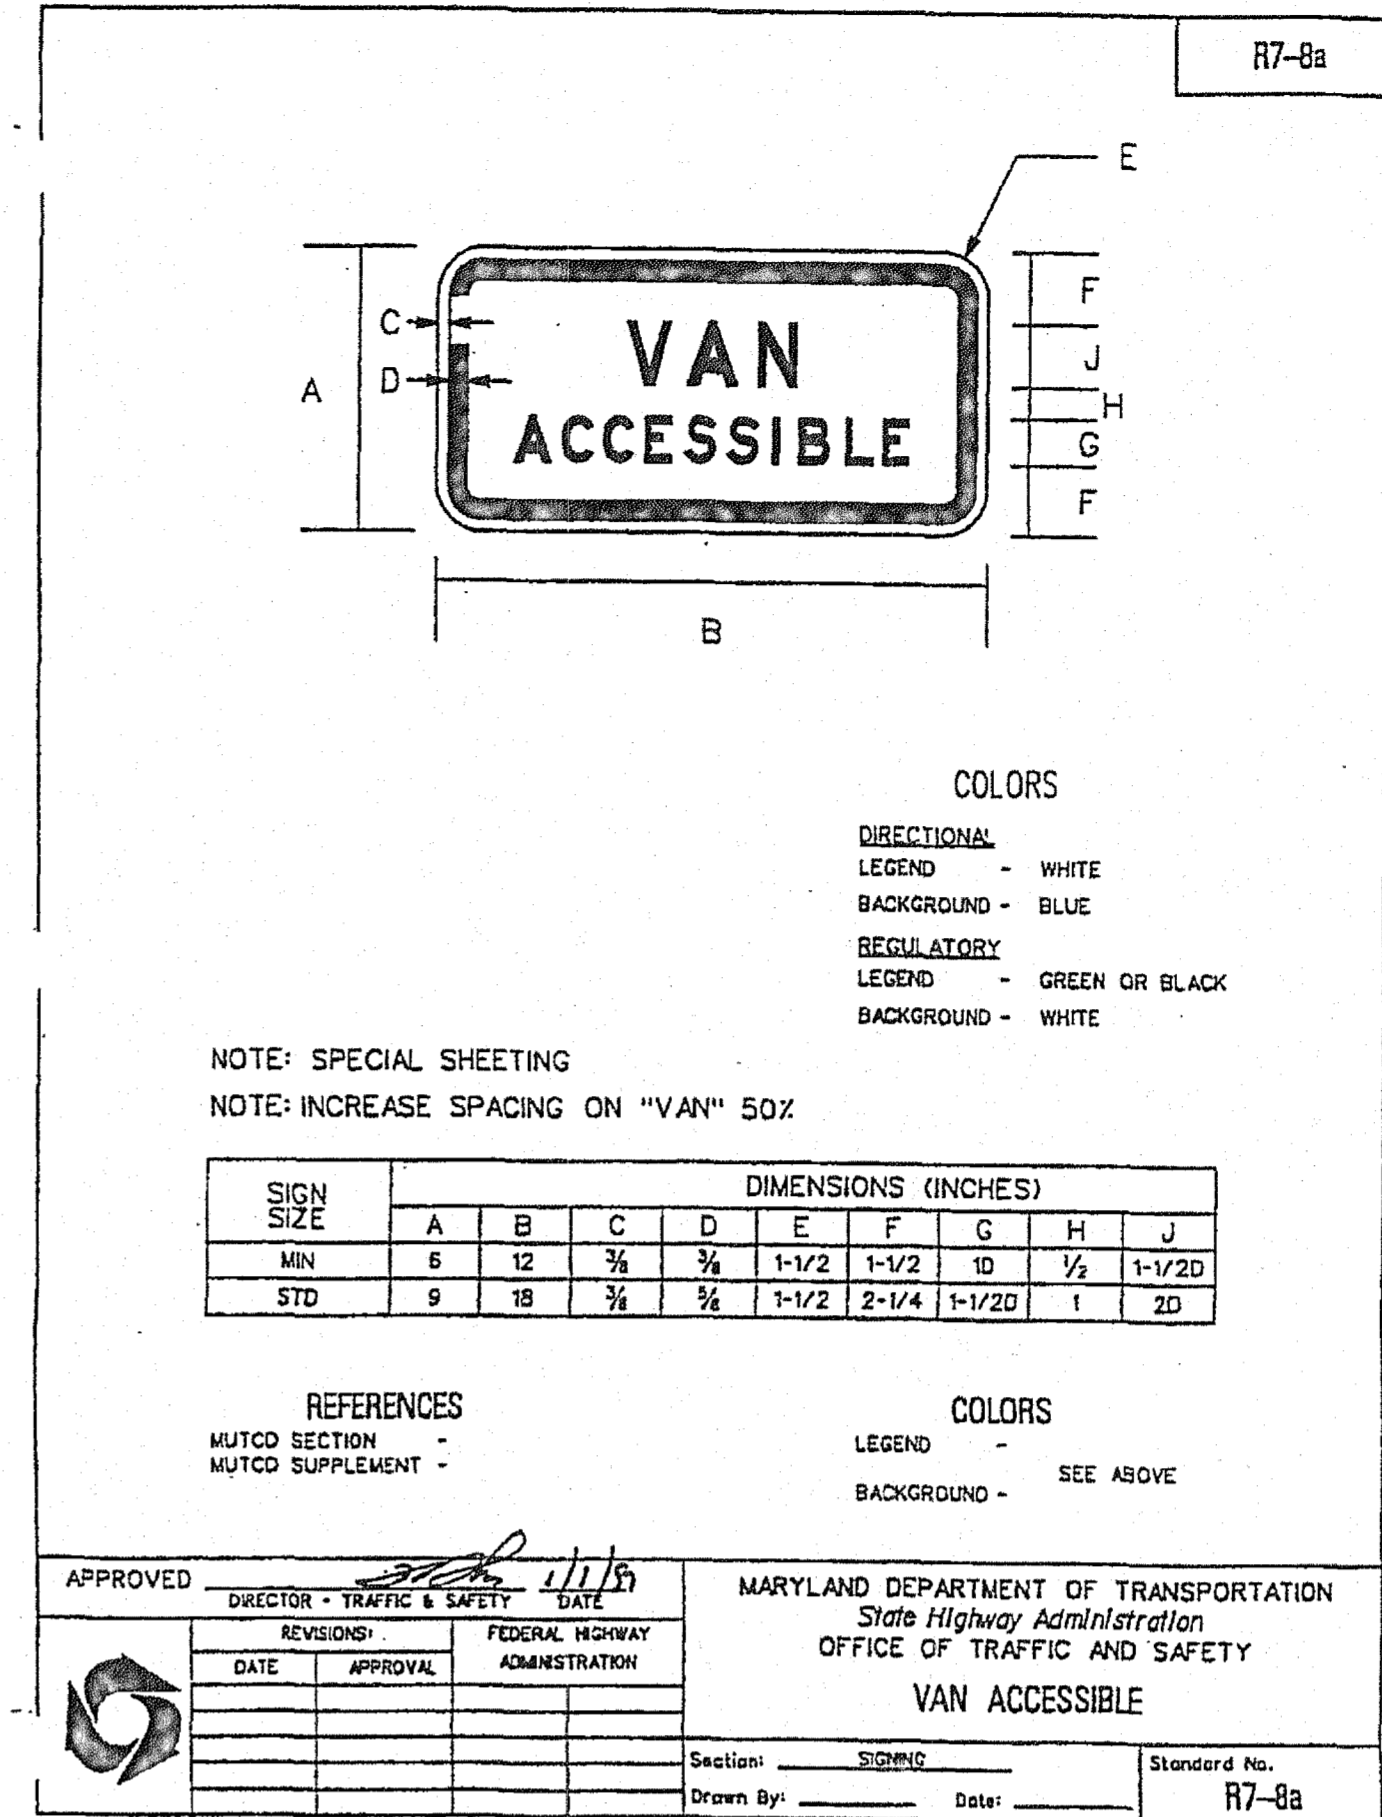 R7-8a
E
A
C
D
VAN
ACCESSIBLE
F
J
H
G
F
B
COLORS
DIRECTIONAL
LEGEND - WHITE
BACKGROUND - BLUE
REGULATORY
LEGEND - GREEN OR BLACK
BACKGROUND - WHITE
NOTE: SPECIAL SHEETING
NOTE: INCREASE SPACING ON "VAN" 50%
SIGN SIZE DIMENSIONS (INCHES)
A B C D E F G H J
MIN 6 12 3/8 3/8 1-1/2 1-1/2 1D 1/2 1-1/2D
STD 9 18 3/8 5/8 1-1/2 2-1/4 1-1/2D 1 2D
REFERENCES
MUTCD SECTION -
MUTCD SUPPLEMENT -
COLORS
LEGEND -
SEE ABOVE
BACKGROUND -
APPROVED
DIRECTOR - TRAFFIC & SAFETY DATE
REVISIONS:
DATE APPROVAL
FEDERAL HIGHWAY
ADMINISTRATION
MARYLAND DEPARTMENT OF TRANSPORTATION
State Highway Administration
OFFICE OF TRAFFIC AND SAFETY
VAN ACCESSIBLE
Section: SIGNING
Drawn By: Date:
Standard No.
R7-8a